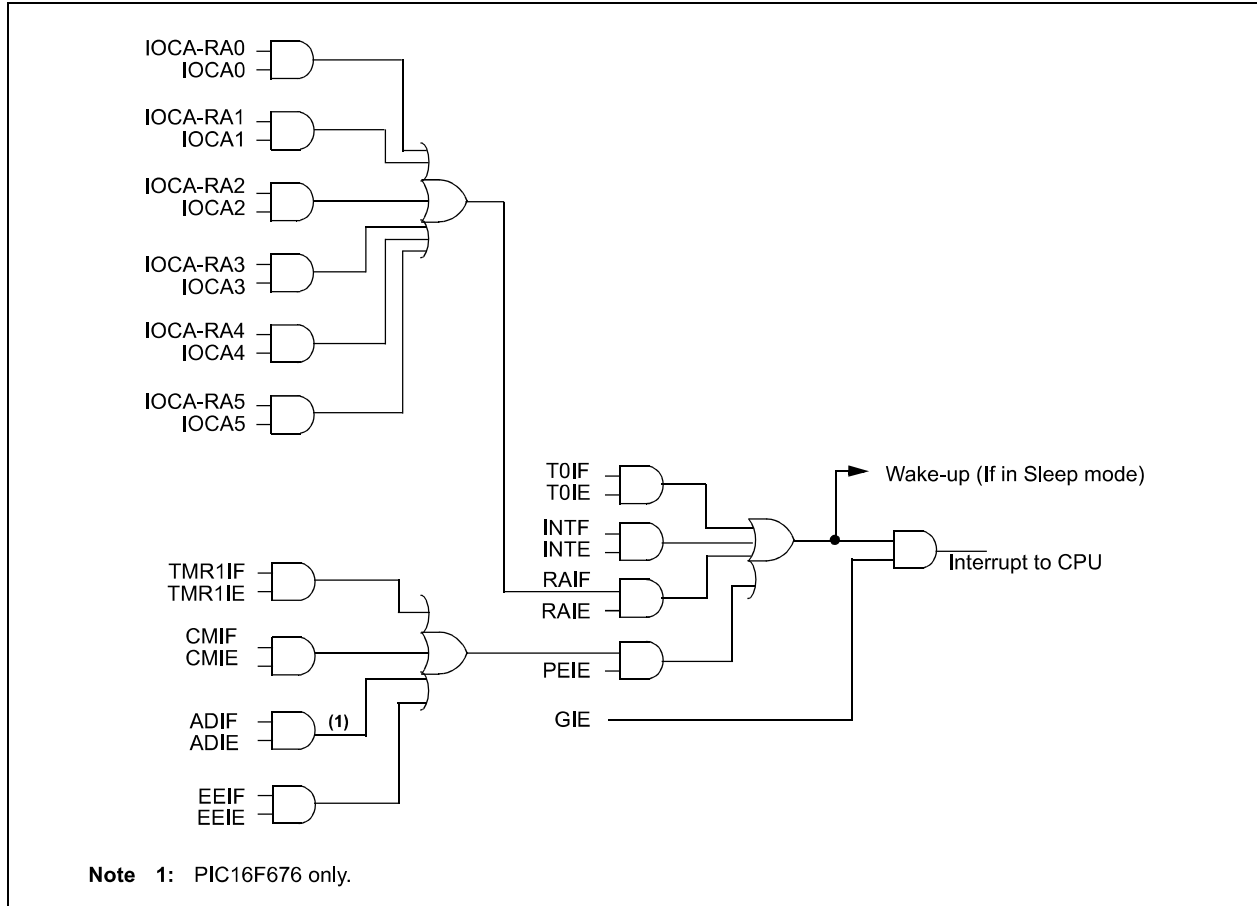 IOCA-RA0
IOCA0
IOCA-RA1
IOCA1
IOCA-RA2
IOCA2
IOCA-RA3
IOCA3
IOCA-RA4
IOCA4
IOCA-RA5
IOCA5
T0IF
T0IE
Wake-up (If in Sleep mode)
INTF
INTE
Interrupt to CPU
TMR1IF
TMR1IE
RAIF
RAIE
CMIF
CMIE
PEIE
ADIF
ADIE
(1)
GIE
EEIF
EEIE
Note 1: PIC16F676 only.